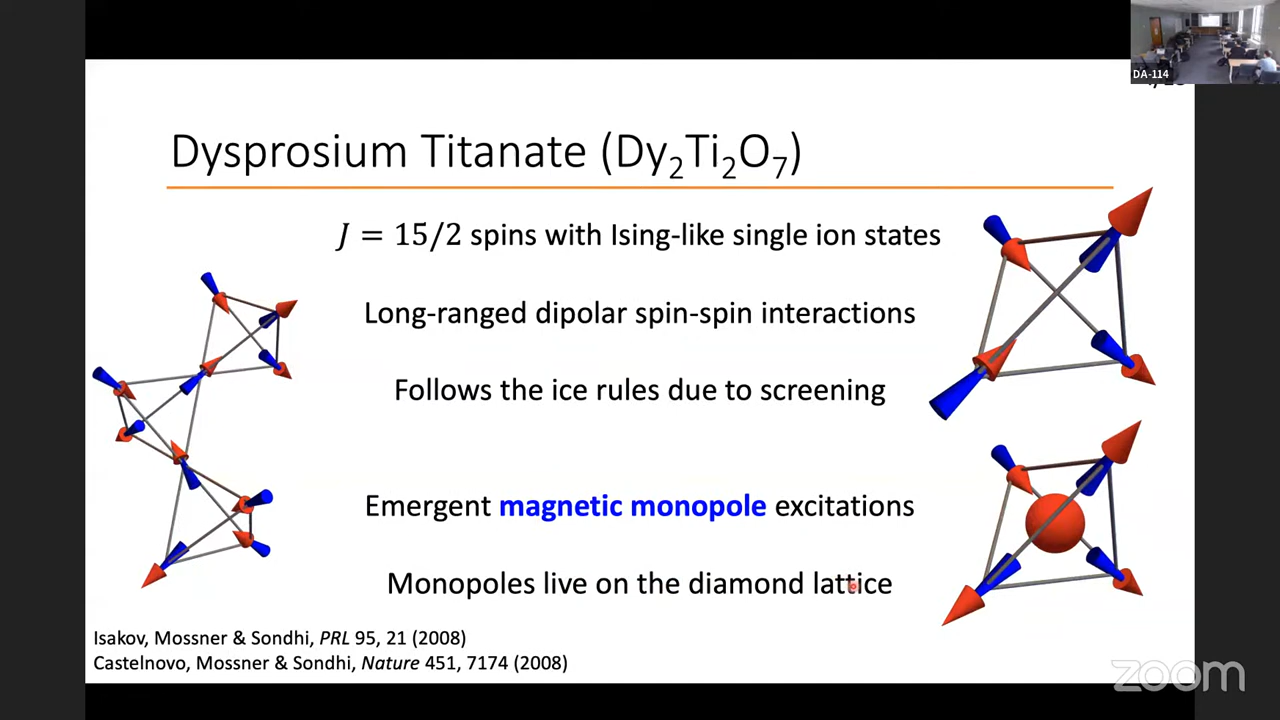 DA-114
Dysprosium Titanate (Dy₂Ti₂O₇)
J = 15/2 spins with Ising-like single ion states
Long-ranged dipolar spin-spin interactions
Follows the ice rules due to screening
Emergent magnetic monopole excitations
Monopoles live on the diamond lattice
Isakov, Mossner & Sondhi, PRL 95, 21 (2008)
Castelnovo, Mossner & Sondhi, Nature 451, 7174 (2008)
zoom